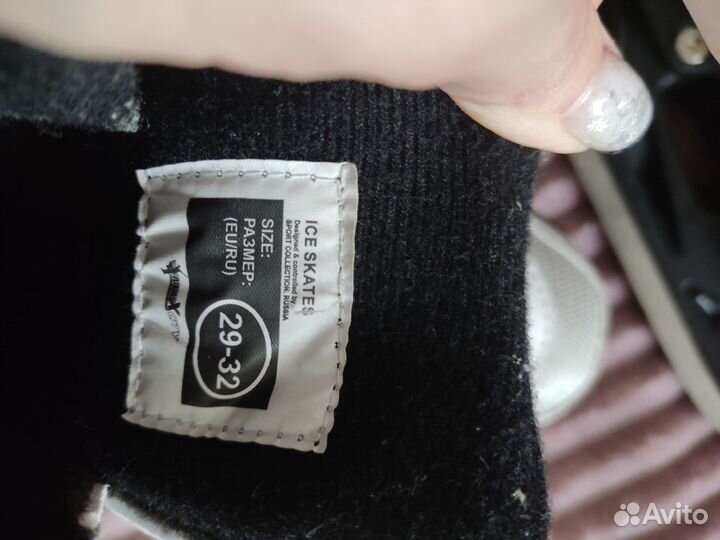 ICE SKATES
Designed & controlled by:
SPORT COLLECTION, RUSSIA
SIZE:
РАЗМЕР:
(EU/RU)
29-32
Avito